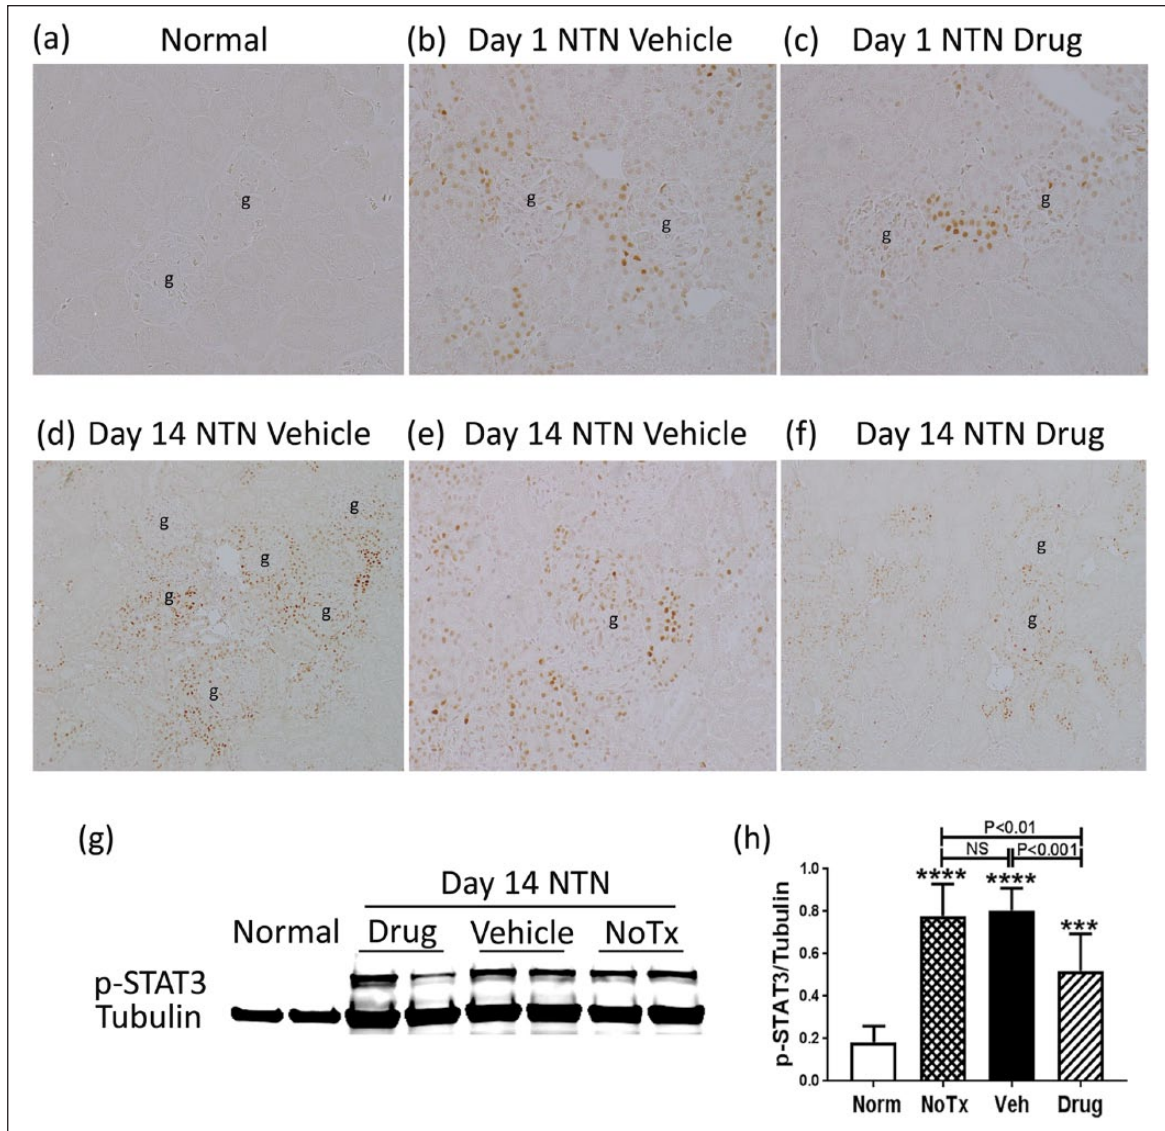 (a) Normal
(b) Day 1 NTN Vehicle
(c) Day 1 NTN Drug
g
g
g
g
g
g
(d) Day 14 NTN Vehicle
(e) Day 14 NTN Vehicle
(f) Day 14 NTN Drug
g
g
g
g
g
g
g
g
g
(g)
Day 14 NTN
Normal Drug Vehicle NoTx
p-STAT3
Tubulin
(h)
P<0.01
NS P<0.001
**** **** ***
p-STAT3/Tubulin
1.0
0.8
0.6
0.4
0.2
0.0
Norm NoTx Veh Drug